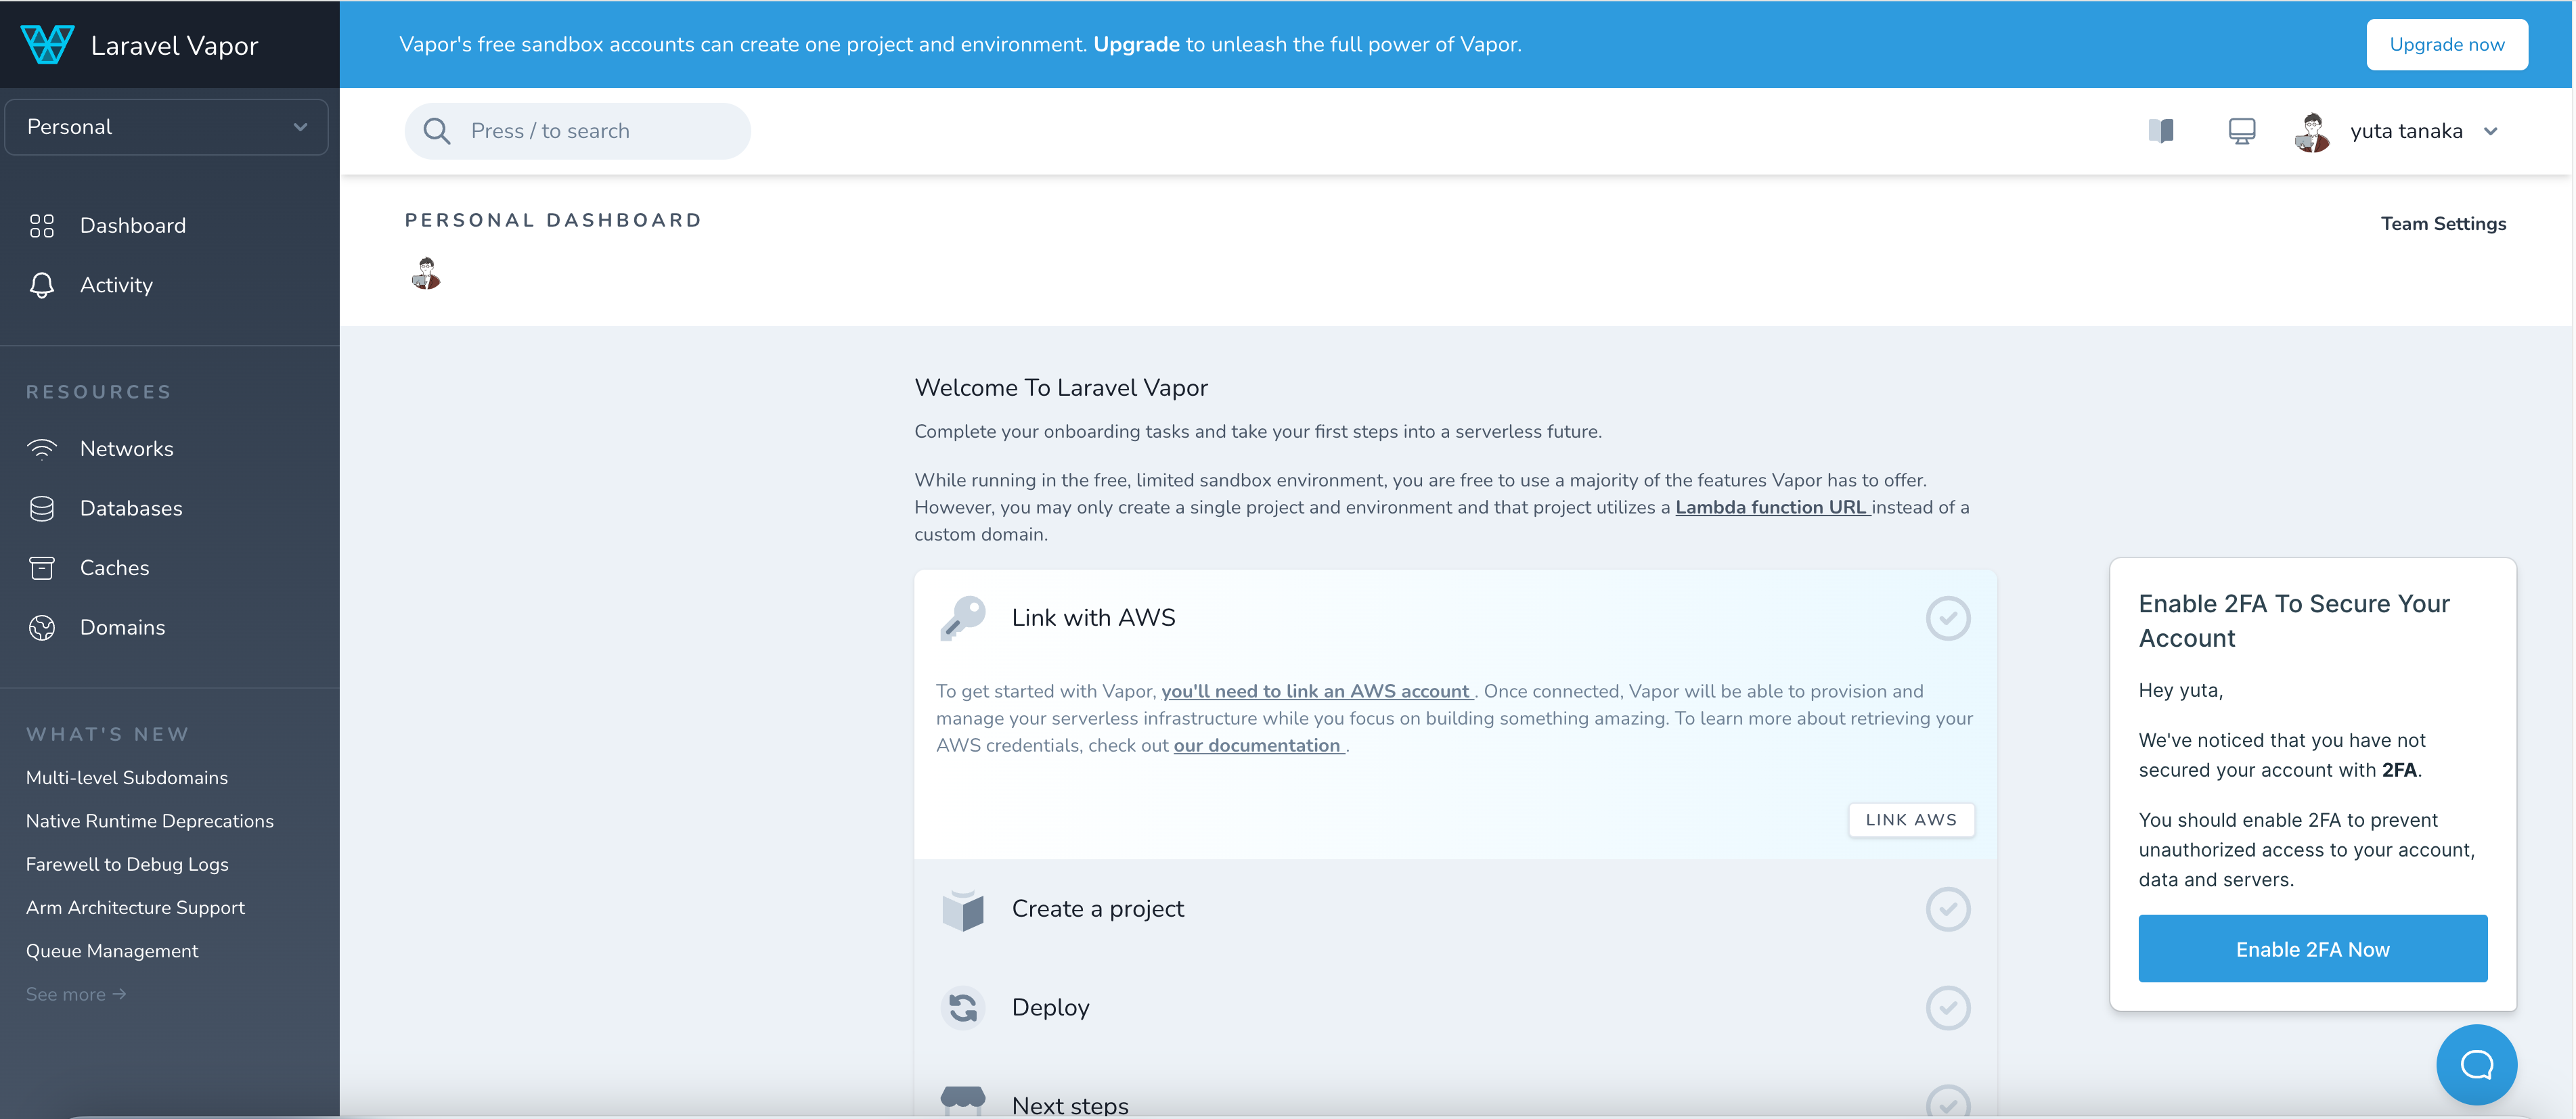 Laravel Vapor
Vapor's free sandbox accounts can create one project and environment. Upgrade to unleash the full power of Vapor.
Upgrade now
Personal
Press / to search
yuta tanaka
Dashboard
Activity
RESOURCES
Networks
Databases
Caches
Domains
WHAT'S NEW
Multi-level Subdomains
Native Runtime Deprecations
Farewell to Debug Logs
Arm Architecture Support
Queue Management
See more →
PERSONAL DASHBOARD
Team Settings
Welcome To Laravel Vapor
Complete your onboarding tasks and take your first steps into a serverless future.
While running in the free, limited sandbox environment, you are free to use a majority of the features Vapor has to offer.
However, you may only create a single project and environment and that project utilizes a Lambda function URL instead of a
custom domain.
Link with AWS
To get started with Vapor, you'll need to link an AWS account . Once connected, Vapor will be able to provision and
manage your serverless infrastructure while you focus on building something amazing. To learn more about retrieving your
AWS credentials, check out our documentation .
LINK AWS
Create a project
Deploy
Next steps
Enable 2FA To Secure Your
Account
Hey yuta,
We've noticed that you have not
secured your account with 2FA.
You should enable 2FA to prevent
unauthorized access to your account,
data and servers.
Enable 2FA Now